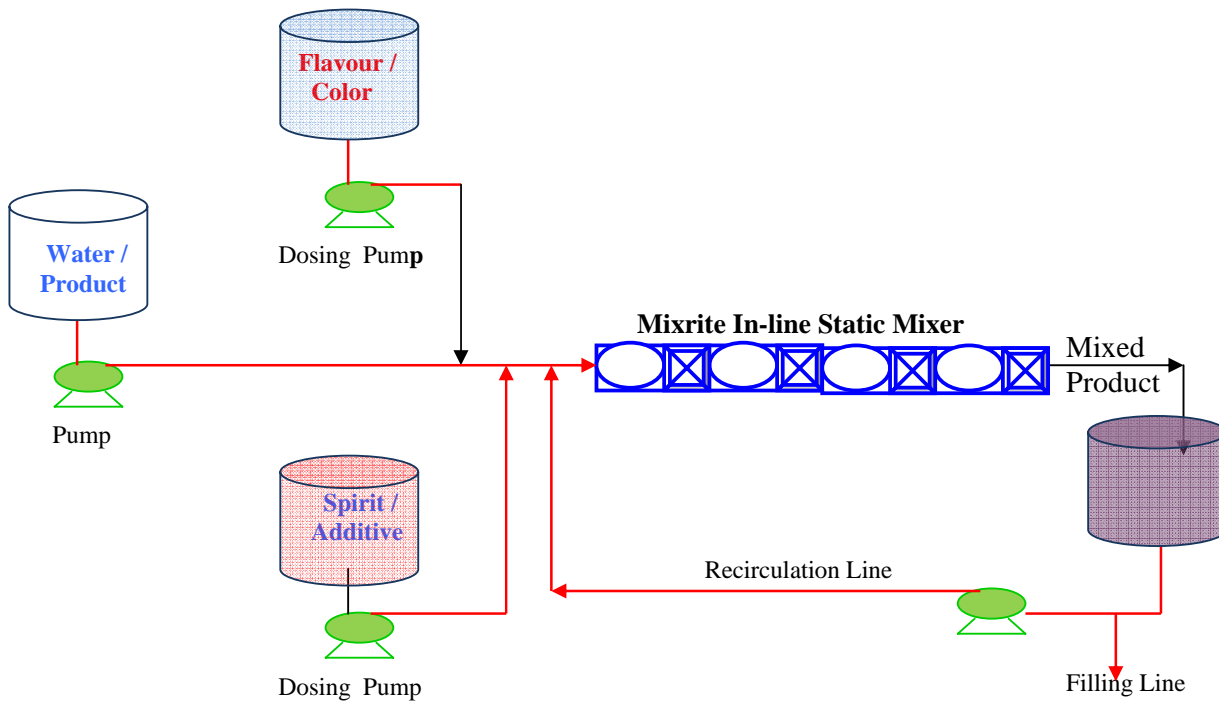 Flavour /
Color
Dosing Pump
Water /
Product
Pump
Mixrite In-line Static Mixer
Mixed
Product
Spirit /
Additive
Dosing Pump
Recirculation Line
Filling Line